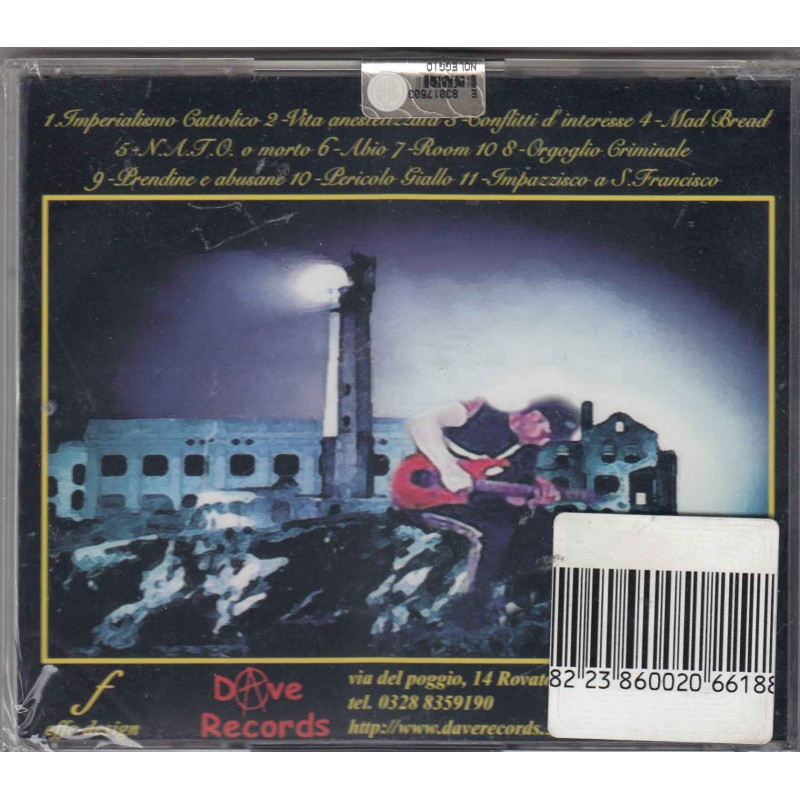 NOLEGGIO
E 83017503
1.Imperialismo Cattolico 2-Vita anestetizzata 3-Conflitti d'interesse 4-Mad Bread
5-N.A.T.O. o morto 6-Abio 7-Room 10 8-Orgoglio Criminale
9-Prendine e abusane 10-Pericolo Giallo 11-Impazzisco a S.Francisco
f
effe design
DAve
Records
via del poggio, 14 Rovato
tel. 0328 8359190
http://www.daverecords.
82 23 860020 66188